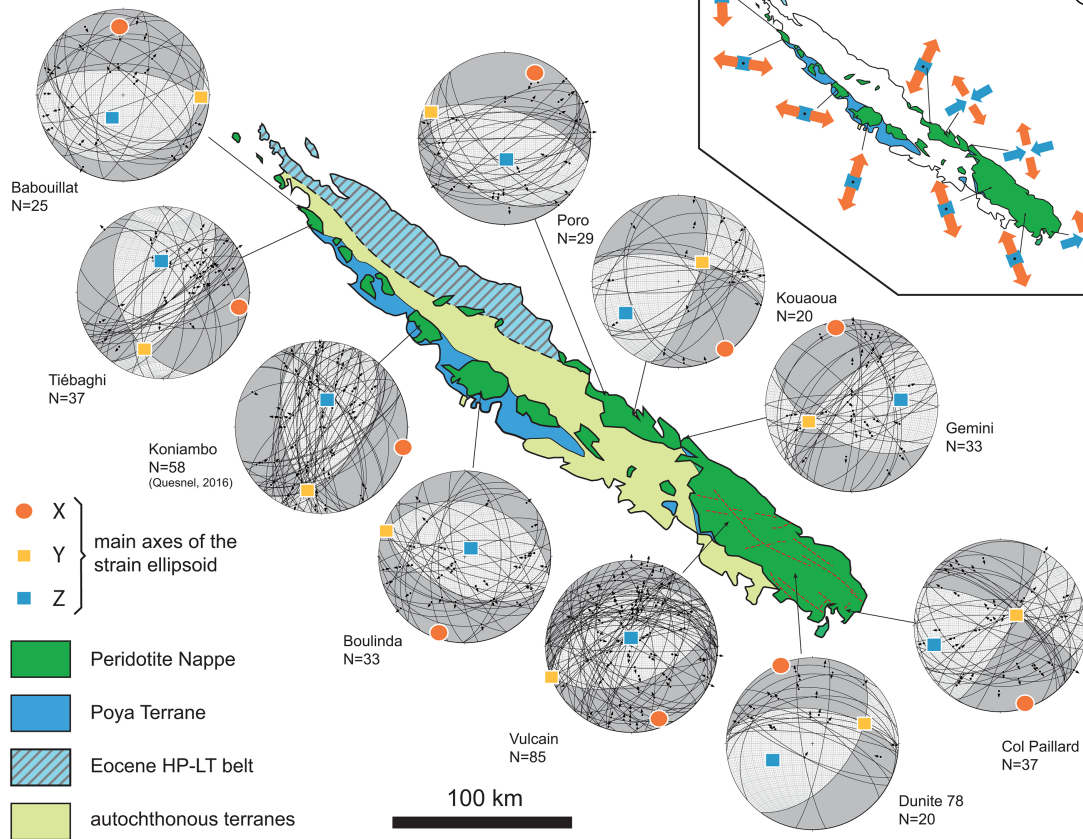 Babouillat
N=25
Poro
N=29
Kouaoua
N=20
Tiébaghi
N=37
Gemini
N=33
Koniambo
N=58
(Quesnel, 2016)
X
Y
Z
main axes of the
strain ellipsoid
Boulinda
N=33
Peridotite Nappe
Poya Terrane
Vulcain
N=85
Col Paillard
N=37
Eocene HP-LT belt
100 km
Dunite 78
N=20
autochthonous terranes